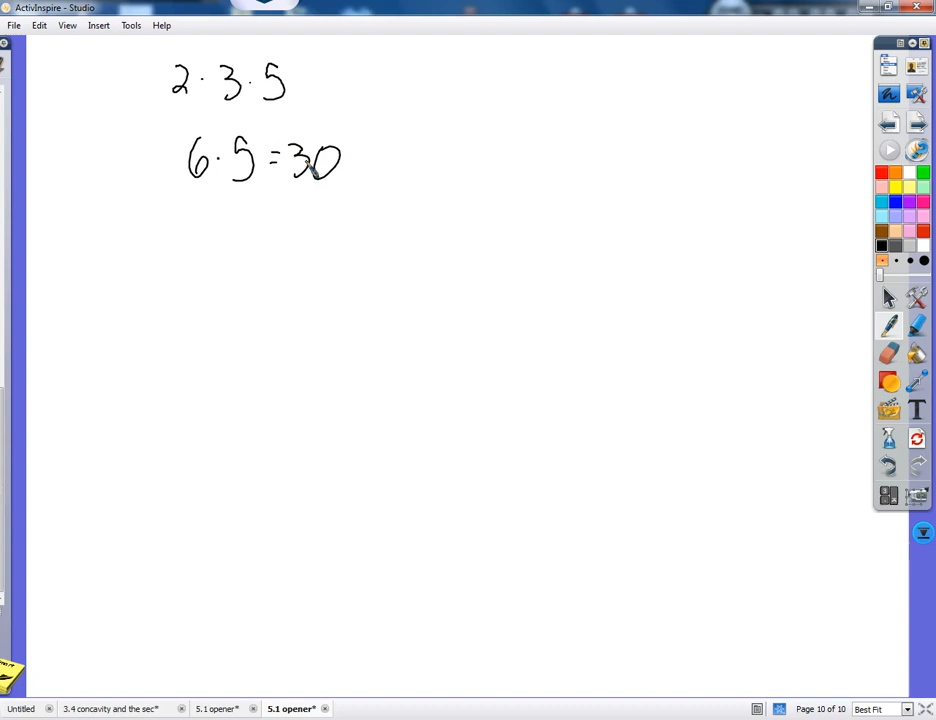 ActivInspire - Studio
File Edit View Insert Tools Help
2 · 3 · 5
6 · 5 = 30
Untitled 3.4 concavity and the sec* 5.1 opener* 5.1 opener* Page 10 of 10 Best Fit